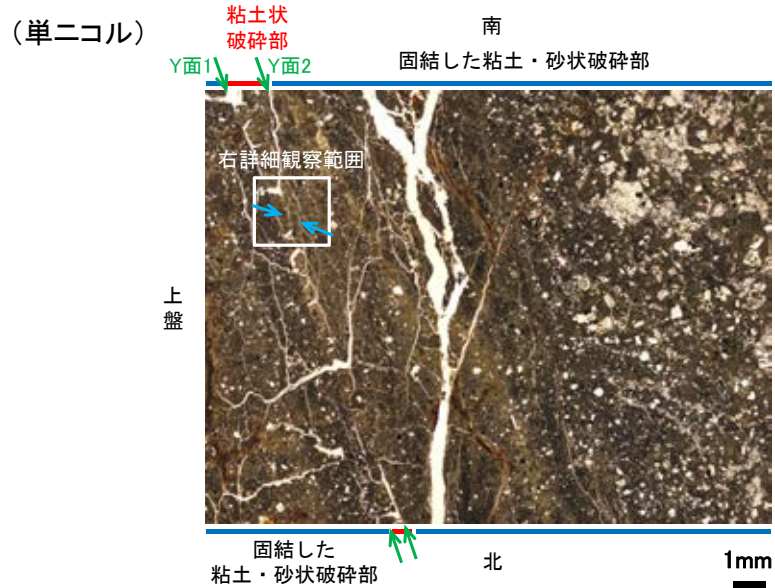 （単ニコル）
粘土状
破砕部
Y面1
Y面2
南
固結した粘土・砂状破砕部
右詳細観察範囲
上
盤
固結した
粘土・砂状破砕部
北
1mm